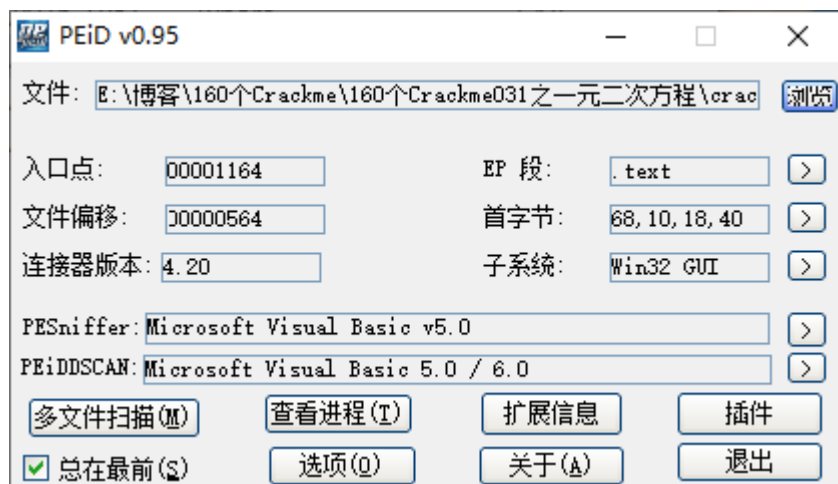 PEiD v0.95
文件: E:\博客\160个Crackme\160个Crackme031之一元二次方程\crac 浏览
入口点: 00001164 EP 段: .text >
文件偏移: 00000564 首字节: 68,10,18,40 >
连接器版本: 4.20 子系统: Win32 GUI >
PESniffer: Microsoft Visual Basic v5.0 >
PEiDDSCAN: Microsoft Visual Basic 5.0 / 6.0 >
多文件扫描(M) 查看进程(T) 扩展信息 插件
总在最前(S) 选项(O) 关于(A) 退出